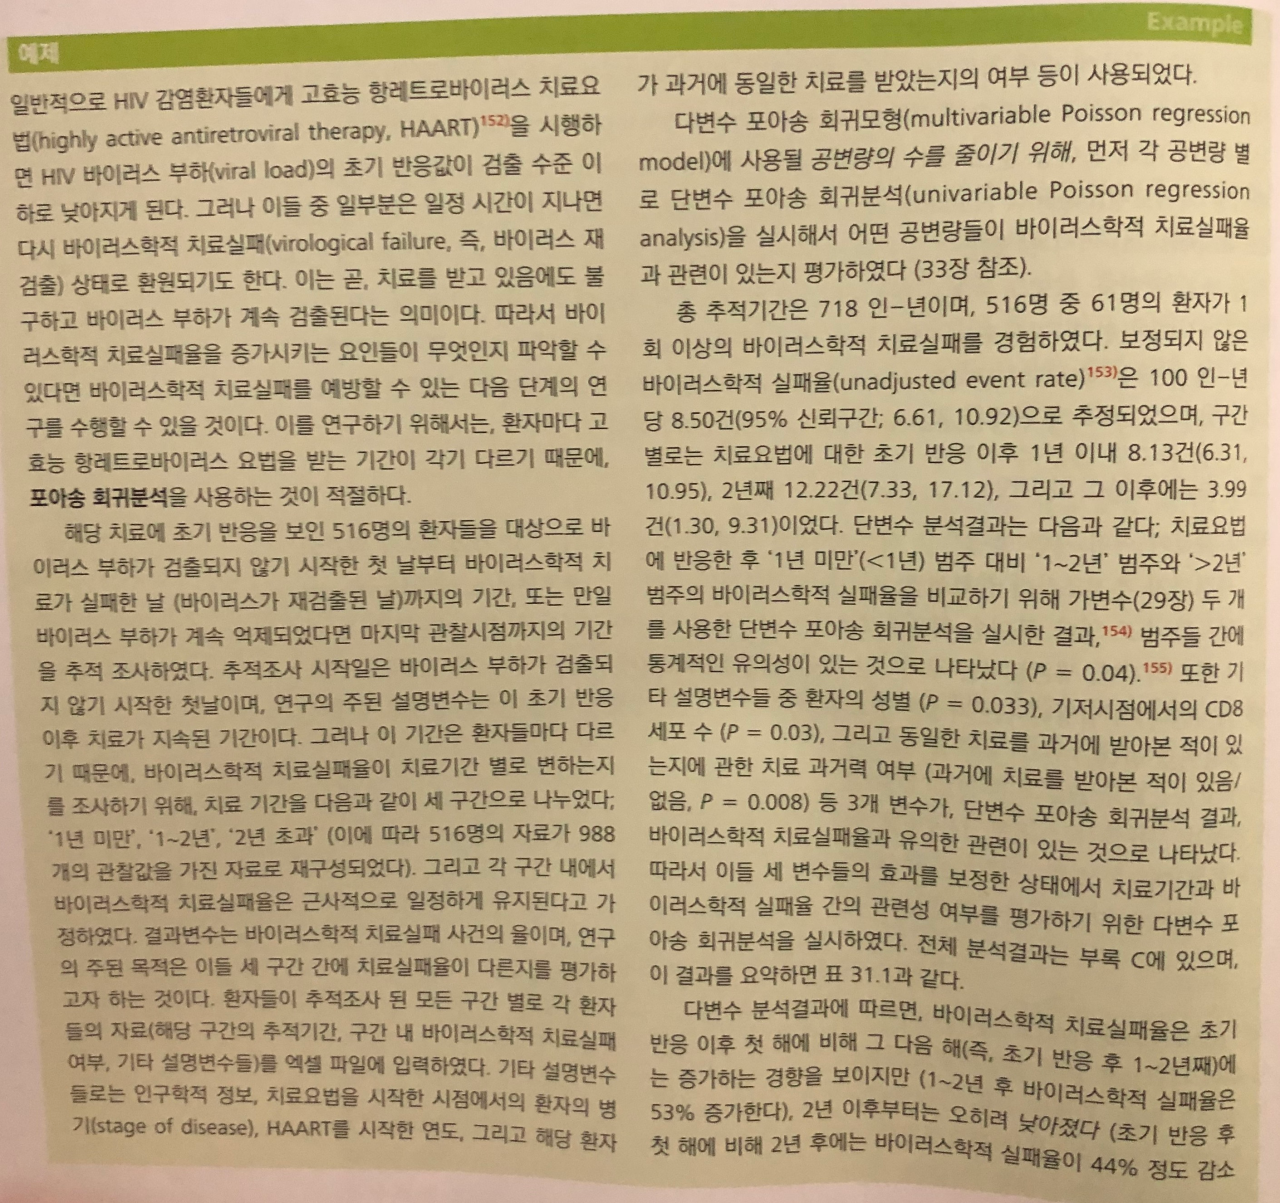 Example
예제
일반적으로 HIV 감염환자들에게 고효능 항레트로바이러스 치료요
법(highly active antiretroviral therapy, HAART)152)을 시행하
면 HIV 바이러스 부하(viral load)의 초기 반응값이 검출 수준 이
하로 낮아지게 된다. 그러나 이들 중 일부분은 일정 시간이 지나면
다시 바이러스학적 치료실패(virological failure, 즉, 바이러스 재
검출) 상태로 환원되기도 한다. 이는 곧, 치료를 받고 있음에도 불
구하고 바이러스 부하가 계속 검출된다는 의미이다. 따라서 바이
러스학적 치료실패율을 증가시키는 요인들이 무엇인지 파악할 수
있다면 바이러스학적 치료실패를 예방할 수 있는 다음 단계의 연
구를 수행할 수 있을 것이다. 이를 연구하기 위해서는, 환자마다 고
효능 항레트로바이러스 요법을 받는 기간이 각기 다르기 때문에,
포아송 회귀분석을 사용하는 것이 적절하다.
해당 치료에 초기 반응을 보인 516명의 환자들을 대상으로 바
이러스 부하가 검출되지 않기 시작한 첫 날부터 바이러스학적 치
료가 실패한 날 (바이러스가 재검출된 날)까지의 기간, 또는 만일
바이러스 부하가 계속 억제되었다면 마지막 관찰시점까지의 기간
을 추적 조사하였다. 추적조사 시작일은 바이러스 부하가 검출되
지 않기 시작한 첫날이며, 연구의 주된 설명변수는 이 초기 반응
이후 치료가 지속된 기간이다. 그러나 이 기간은 환자들마다 다르
기 때문에, 바이러스학적 치료실패율이 치료기간 별로 변하는지
를 조사하기 위해, 치료 기간을 다음과 같이 세 구간으로 나누었다;
‘1년 미만’, ‘1~2년’, ‘2년 초과’ (이에 따라 516명의 자료가 988
개의 관찰값을 가진 자료로 재구성되었다). 그리고 각 구간 내에서
바이러스학적 치료실패율은 근사적으로 일정하게 유지된다고 가
정하였다. 결과변수는 바이러스학적 치료실패 사건의 율이며, 연구
의 주된 목적은 이들 세 구간 간에 치료실패율이 다른지를 평가하
고자 하는 것이다. 환자들이 추적조사 된 모든 구간 별로 각 환자
들의 자료(해당 구간의 추적기간, 구간 내 바이러스학적 치료실패
여부, 기타 설명변수들)를 엑셀 파일에 입력하였다. 기타 설명변수
들로는 인구학적 정보, 치료요법을 시작한 시점에서의 환자의 병
기(stage of disease), HAART를 시작한 연도, 그리고 해당 환자
가 과거에 동일한 치료를 받았는지의 여부 등이 사용되었다.
다변수 포아송 회귀모형(multivariable Poisson regression
model)에 사용될 공변량의 수를 줄이기 위해, 먼저 각 공변량 별
로 단변수 포아송 회귀분석(univariable Poisson regression
analysis)을 실시해서 어떤 공변량들이 바이러스학적 치료실패율
과 관련이 있는지 평가하였다 (33장 참조).
총 추적기간은 718 인-년이며, 516명 중 61명의 환자가 1
회 이상의 바이러스학적 치료실패를 경험하였다. 보정되지 않은
바이러스학적 실패율(unadjusted event rate)153)은 100 인-년
당 8.50건(95% 신뢰구간; 6.61, 10.92)으로 추정되었으며, 구간
별로는 치료요법에 대한 초기 반응 이후 1년 이내 8.13건(6.31,
10.95), 2년째 12.22건(7.33, 17.12), 그리고 그 이후에는 3.99
건(1.30, 9.31)이었다. 단변수 분석결과는 다음과 같다; 치료요법
에 반응한 후 ‘1년 미만’(<1년) 범주 대비 ‘1~2년’ 범주와 ‘>2년’
범주의 바이러스학적 실패율을 비교하기 위해 가변수(29장) 두 개
를 사용한 단변수 포아송 회귀분석을 실시한 결과,154) 범주들 간에
통계적인 유의성이 있는 것으로 나타났다 (P = 0.04).155) 또한 기
타 설명변수들 중 환자의 성별 (P = 0.033), 기저시점에서의 CD8
세포 수 (P = 0.03), 그리고 동일한 치료를 과거에 받아본 적이 있
는지에 관한 치료 과거력 여부 (과거에 치료를 받아본 적이 있음/
없음, P = 0.008) 등 3개 변수가, 단변수 포아송 회귀분석 결과,
바이러스학적 치료실패율과 유의한 관련이 있는 것으로 나타났다.
따라서 이들 세 변수들의 효과를 보정한 상태에서 치료기간과 바
이러스학적 실패율 간의 관련성 여부를 평가하기 위한 다변수 포
아송 회귀분석을 실시하였다. 전체 분석결과는 부록 C에 있으며,
이 결과를 요약하면 표 31.1과 같다.
다변수 분석결과에 따르면, 바이러스학적 치료실패율은 초기
반응 이후 첫 해에 비해 그 다음 해(즉, 초기 반응 후 1~2년째)에
는 증가하는 경향을 보이지만 (1~2년 후 바이러스학적 실패율은
53% 증가한다), 2년 이후부터는 오히려 낮아졌다 (초기 반응 후
첫 해에 비해 2년 후에는 바이러스학적 실패율이 44% 정도 감소